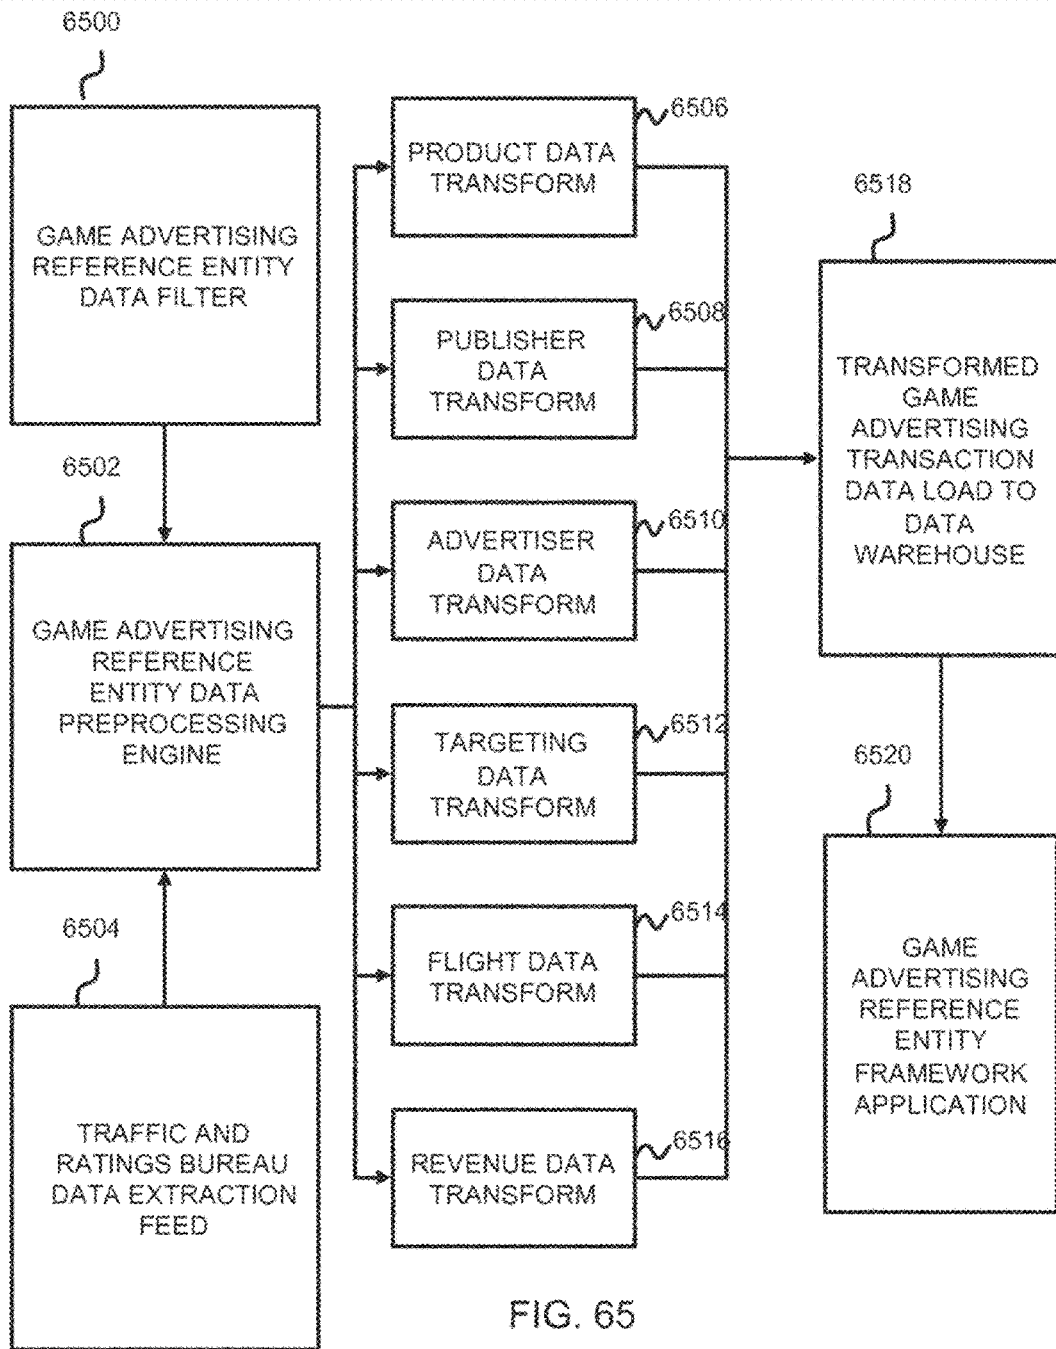 6500
GAME ADVERTISING
REFERENCE ENTITY
DATA FILTER
6502
GAME ADVERTISING
REFERENCE
ENTITY DATA
PREPROCESSING
ENGINE
6504
TRAFFIC AND
RATINGS BUREAU
DATA EXTRACTION
FEED
6506
PRODUCT DATA
TRANSFORM
6508
PUBLISHER
DATA
TRANSFORM
6510
ADVERTISER
DATA
TRANSFORM
6512
TARGETING
DATA
TRANSFORM
6514
FLIGHT DATA
TRANSFORM
6516
REVENUE DATA
TRANSFORM
6518
TRANSFORMED
GAME
ADVERTISING
TRANSACTION
DATA LOAD TO
DATA
WAREHOUSE
6520
GAME
ADVERTISING
REFERENCE
ENTITY
FRAMEWORK
APPLICATION
FIG. 65